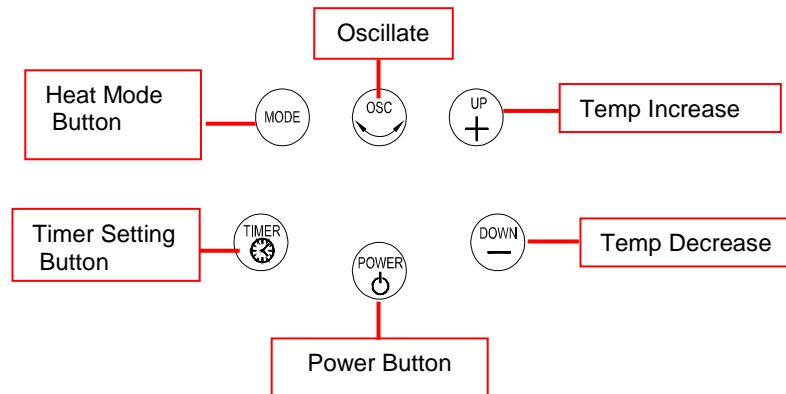 Oscillate
Heat Mode
Button
MODE
OSC
UP
Temp Increase
Timer Setting
Button
TIMER
POWER
DOWN
Temp Decrease
Power Button